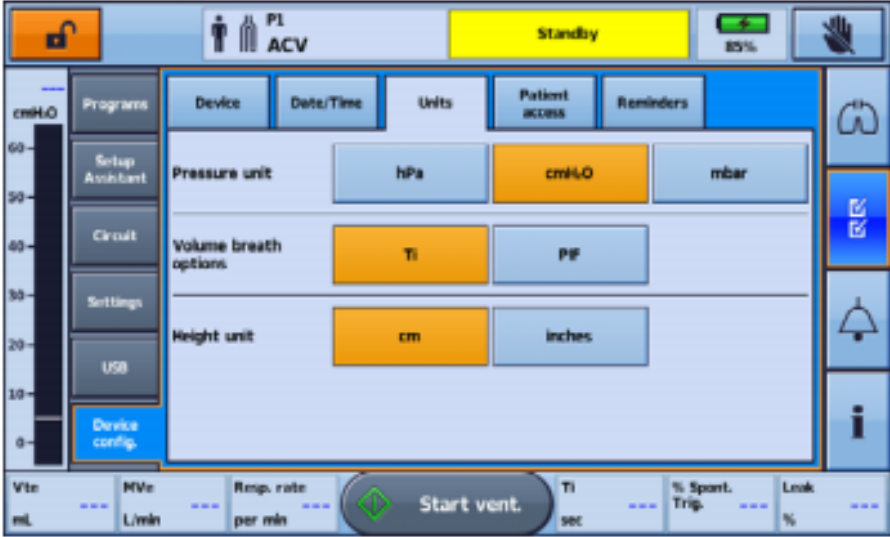 P1
ACV
Standby
85%
cmH₂O
60
50
40
30
20
10
0
---
Programs
Setup
Assistant
Circuit
Settings
USB
Device
config.
Device
Date/Time
Units
Patient
access
Reminders
Pressure unit
hPa
cmH₂O
mbar
Volume breath
options
Ti
PIF
Height unit
cm
inches
Vte
---
mL
MVe
---
L/min
Resp. rate
---
per min
Start vent.
Ti
---
sec
% Spont.
Trig.
---
Leak
---
%